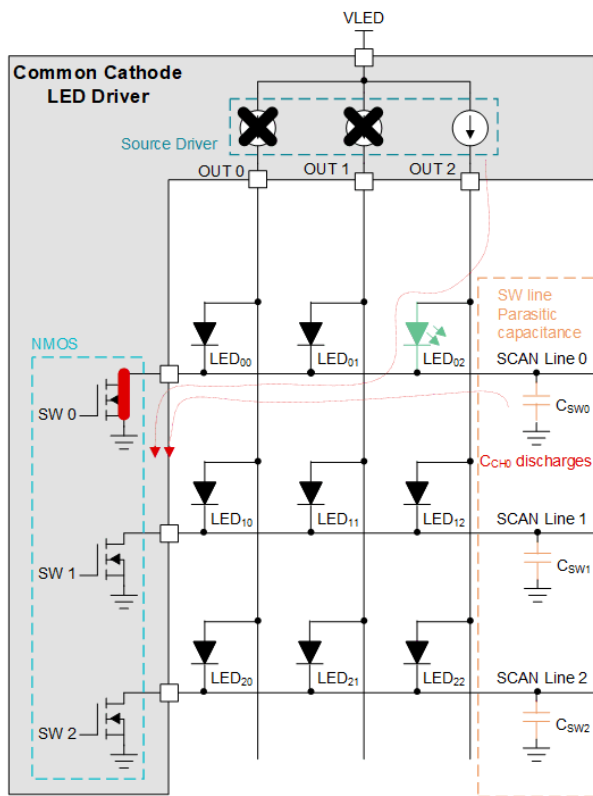 VLED
Common Cathode
LED Driver
Source Driver
OUT 0
OUT 1
OUT 2
SW line
Parasitic
capacitance
NMOS
LED00
LED01
LED02
SCAN Line 0
SW 0
CSW0
CCH0 discharges
LED10
LED11
LED12
SCAN Line 1
SW 1
CSW1
LED20
LED21
LED22
SCAN Line 2
SW 2
CSW2